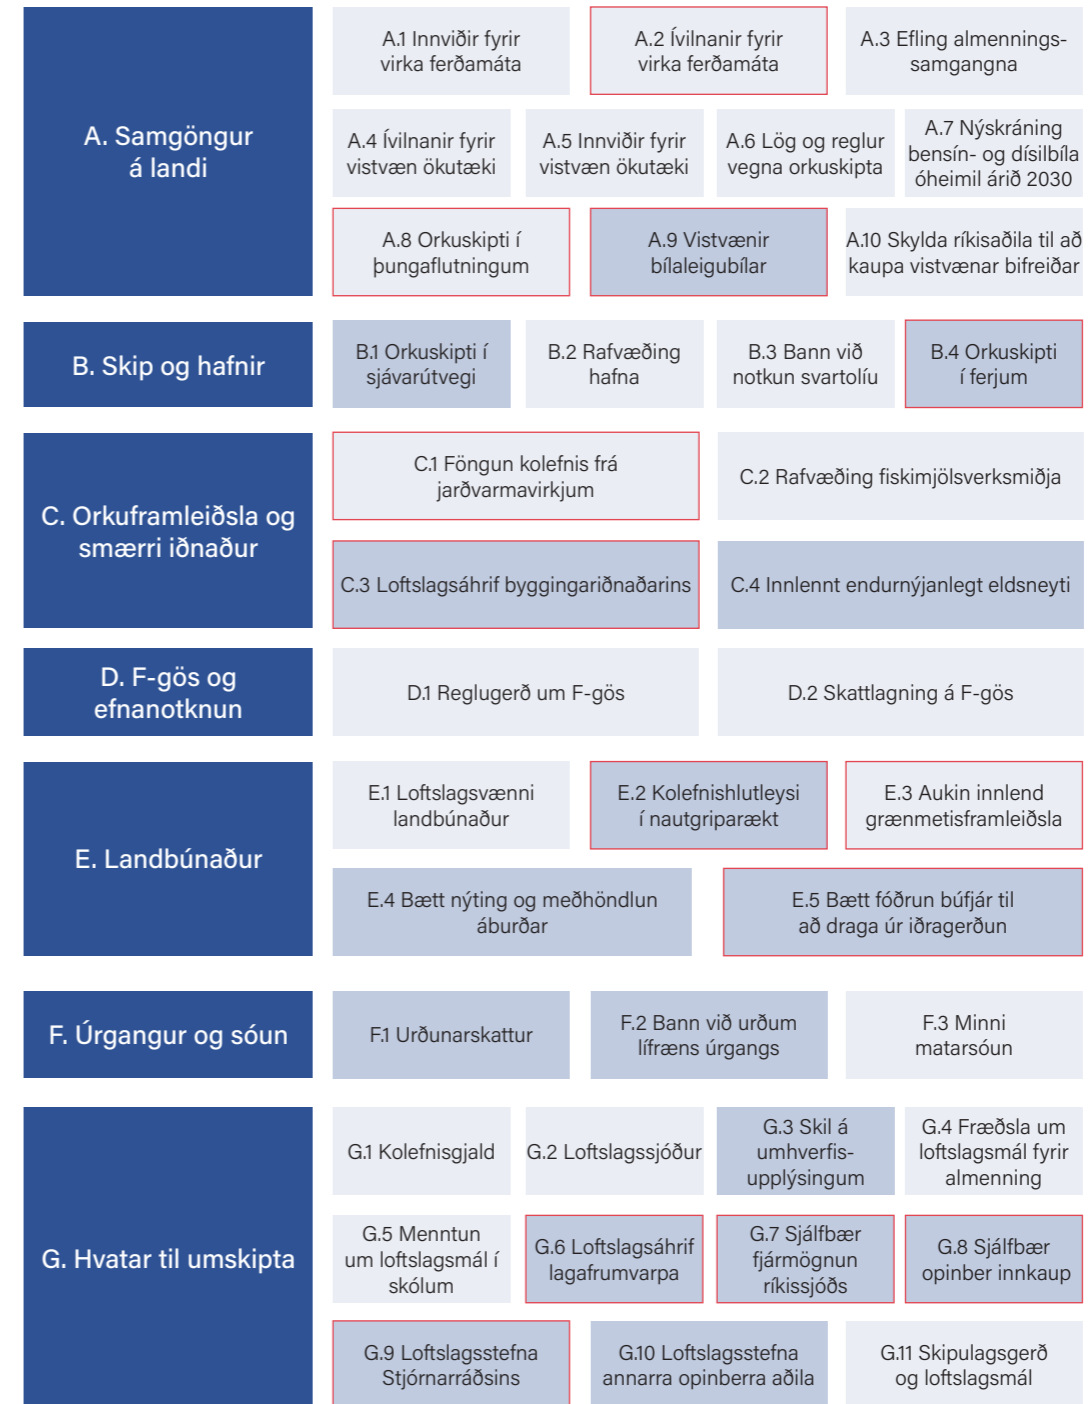 A. Samgöngur
á landi
A.1 Innviðir fyrir
virka ferðamáta
A.2 Ívilnanir fyrir
virka ferðamáta
A.3 Efling almennings-
samgangna
A.4 Ívilnanir fyrir
vistvæn ökutæki
A.5 Innviðir fyrir
vistvæn ökutæki
A.6 Lög og reglur
vegna orkuskipta
A.7 Nýskráning
bensín- og dísilbíla
óheimil árið 2030
A.8 Orkuskipti í
þungaflutningum
A.9 Vistvænir
bílaleigubílar
A.10 Skylda ríkisaðila til að
kaupa vistvænar bifreiðar
B. Skip og hafnir
B.1 Orkuskipti í
sjávarútvegi
B.2 Rafvæðing
hafna
B.3 Bann við
notkun svartolíu
B.4 Orkuskipti
í ferjum
C. Orkuframleiðsla og
smærri iðnaður
C.1 Föngun kolefnis frá
jarðvarmavirkjum
C.2 Rafvæðing fiskimjölsverksmiðja
C.3 Loftslagsáhrif byggingariðnaðarins
C.4 Innlennt endurnýjanlegt eldsneyti
D. F-gös og
efnanotknun
D.1 Reglugerð um F-gös
D.2 Skattlagning á F-gös
E. Landbúnaður
E.1 Loftslagsvænni
landbúnaður
E.2 Kolefnishlutleysi
í nautgriparækt
E.3 Aukin innlend
grænmetisframleiðsla
E.4 Bætt nýting og meðhöndlun
áburðar
E.5 Bætt fóðrun búfjár til
að draga úr iðragerðun
F. Úrgangur og sóun
F.1 Urðunarskattur
F.2 Bann við urðum
lífræns úrgangs
F.3 Minni
matarsóun
G. Hvatar til umskipta
G.1 Kolefnisgjald
G.2 Loftslagssjóður
G.3 Skil á
umhverfis-
upplýsingum
G.4 Fræðsla um
loftslagsmál fyrir
almenning
G.5 Menntun
um loftslagsmál í
skólum
G.6 Loftslagsáhrif
lagafrumvarpa
G.7 Sjálfbær
fjármögnun
ríkissjóðs
G.8 Sjálfbær
opinber innkaup
G.9 Loftslagsstefna
Stjórnarráðsins
G.10 Loftslagsstefna
annarra opinberra aðila
G.11 Skipulagsgerð
og loftslagsmál